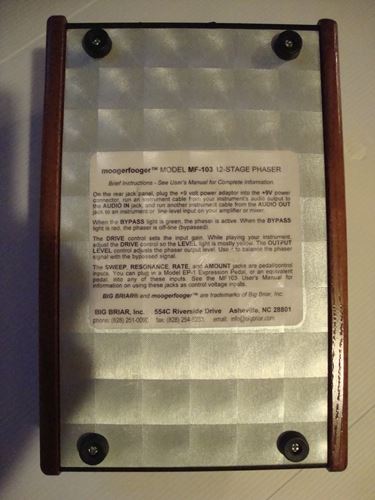 moogerfooger™ MODEL MF-103 12-STAGE PHASER
Brief Instructions - See User's Manual for Complete Information.
On the rear jack panel, plug the +9 volt power adaptor into the +9V power
connector, run an instrument cable from your instrument's audio output to
the AUDIO IN jack, and run another instrument cable from the AUDIO OUT
jack to an instrument or line-level input on your amplifier or mixer.
When the BYPASS light is green, the phaser is active. When the BYPASS
light is red, the phaser is off-line (bypassed).
The DRIVE control sets the input gain. While playing your instrument,
adjust the DRIVE control so the LEVEL light is mostly yellow. The OUTPUT
LEVEL control adjusts the phaser output level. Use it to balance the phaser
signal with the bypassed signal.
The SWEEP, RESONANCE, RATE, and AMOUNT jacks are pedal/control
inputs. You can plug in a Model EP-1 Expression Pedal, or an equivalent
pedal, into any of these inputs. See the MF-103 User's Manual for
information on using these jacks as control voltage inputs.
BIG BRIAR® and moogerfooger™ are trademarks of Big Briar, Inc.
BIG BRIAR, Inc. 554C Riverside Drive Asheville, NC 28801
phone: (828) 251-0090 fax: (828) email: info@bigbriar.com